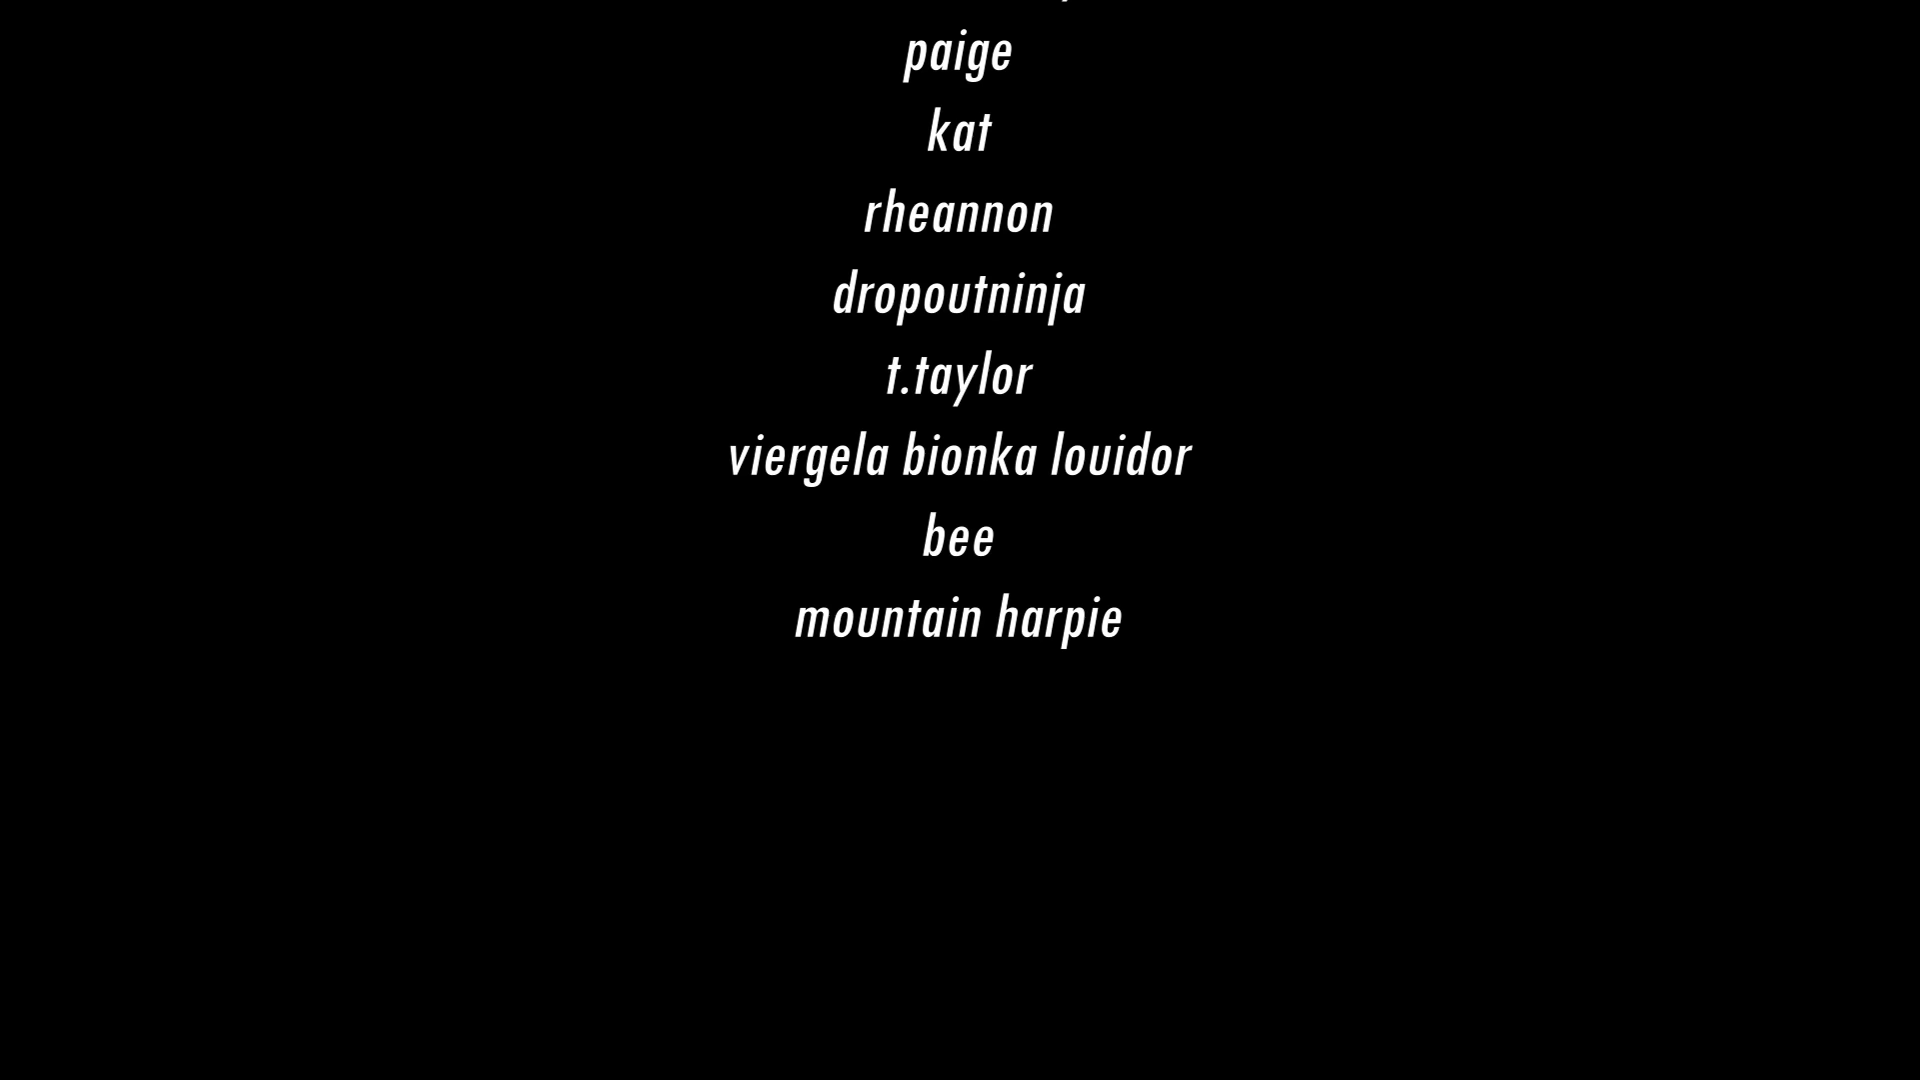 paige
kat
rheannon
dropoutninja
t.taylor
viergela bionka louidor
bee
mountain harpie